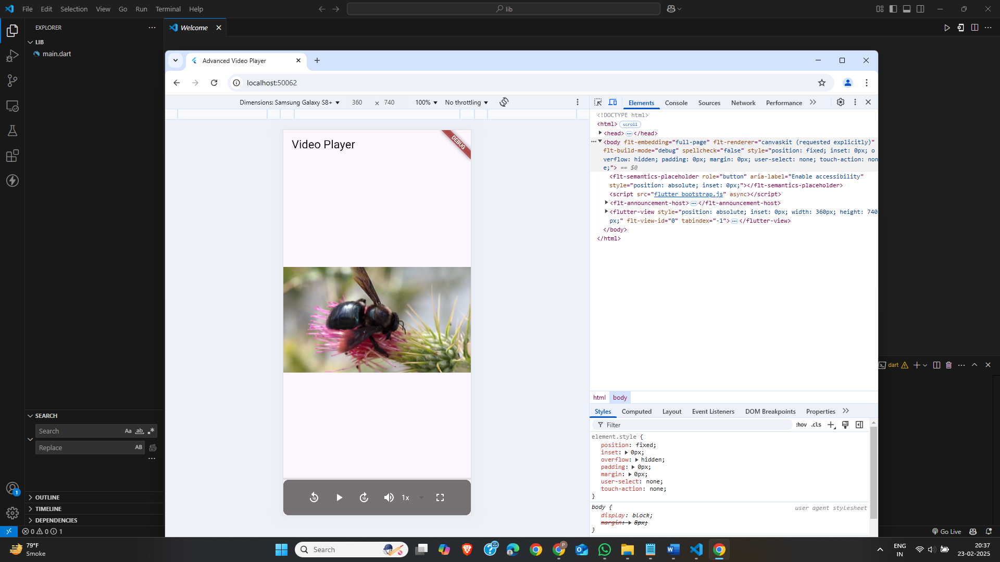 File Edit Selection View Go Run Terminal Help
lib
EXPLORER
LIB
main.dart
Welcome
Advanced Video Player
localhost:50062
Dimensions: Samsung Galaxy S8+ 360 × 740 100% No throttling
Elements Console Sources Network Performance
Video Player
DEBUG
<!DOCTYPE html>
<html> scroll
<head> </head>
<body flt-embedding="full-page" flt-renderer="canvaskit (requested explicitly)"
flt-build-mode="debug" spellcheck="false" style="position: fixed; inset: 0px; o
verflow: hidden; padding: 0px; margin: 0px; user-select: none; touch-action: non
e;"> == $0
<flt-semantics-placeholder role="button" aria-label="Enable accessibility"
style="position: absolute; inset: 0px;"></flt-semantics-placeholder>
<script src="flutter_bootstrap.js" async></script>
<flt-announcement-host> </flt-announcement-host>
<flutter-view style="position: absolute; inset: 0px; width: 360px; height: 740
px;" flt-view-id="0" tabindex="-1"> </flutter-view>
</body>
</html>
dart
html body
Styles Computed Layout Event Listeners DOM Breakpoints Properties
Filter
:hov .cls
element.style {
position: fixed;
inset: 0px;
overflow: hidden;
padding: 0px;
margin: 0px;
user-select: none;
touch-action: none;
}
body {
user agent stylesheet
display: block;
margin: 8px;
}
10
10
1x
SEARCH
Search
Aa ab
Replace
AB
1
OUTLINE
TIMELINE
DEPENDENCIES
0 0 1
Go Live
79°F
Smoke
Search
P
ENG
IN
20:37
23-02-2025